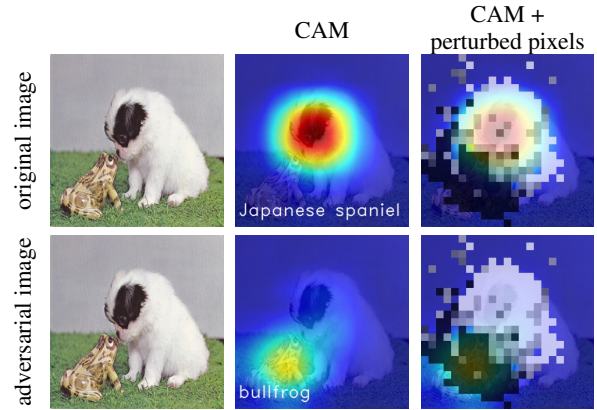 CAM
CAM +
perturbed pixels
original image
Japanese spaniel
adversarial image
bullfrog